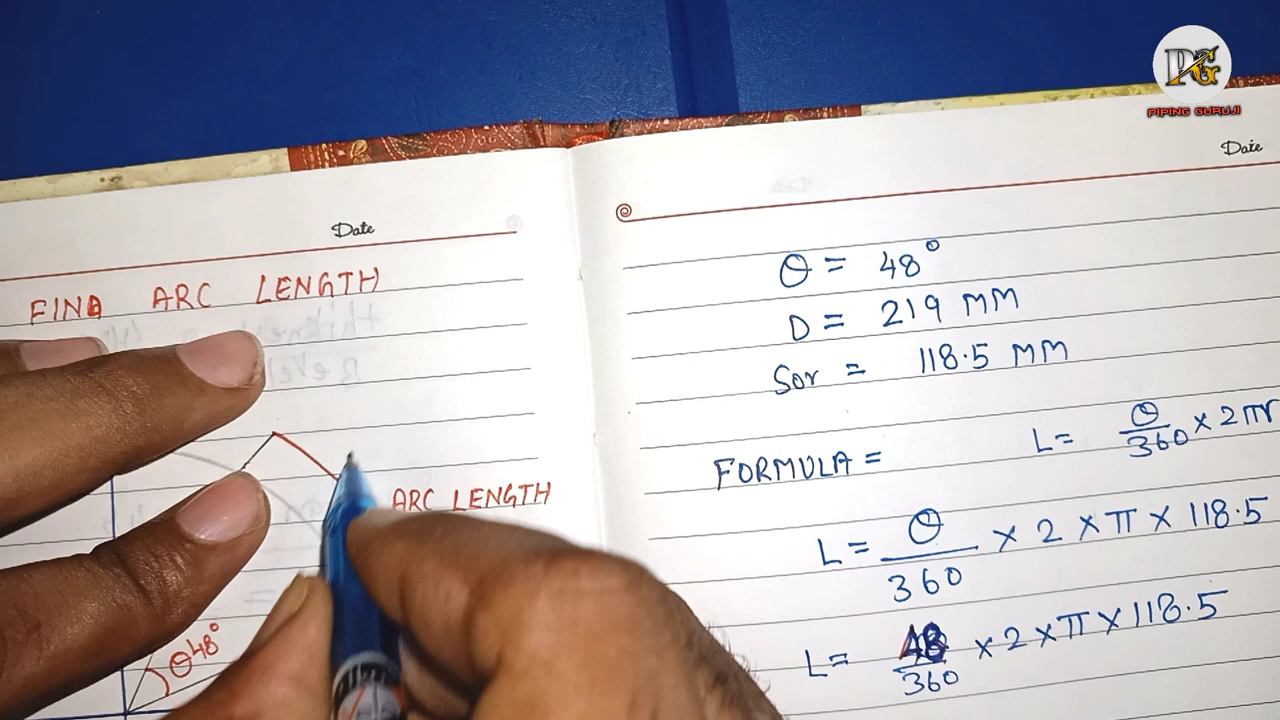 PG
PIPING GURUJI
Date
FIND ARC LENGTH
ARC LENGTH
θ 48°
Date
θ = 48°
D = 219 MM
Sor = 118.5 MM
FORMULA = L = θ/360 × 2πr
L = θ/360 × 2 × π × 118.5
L = 48/360 × 2 × π × 118.5